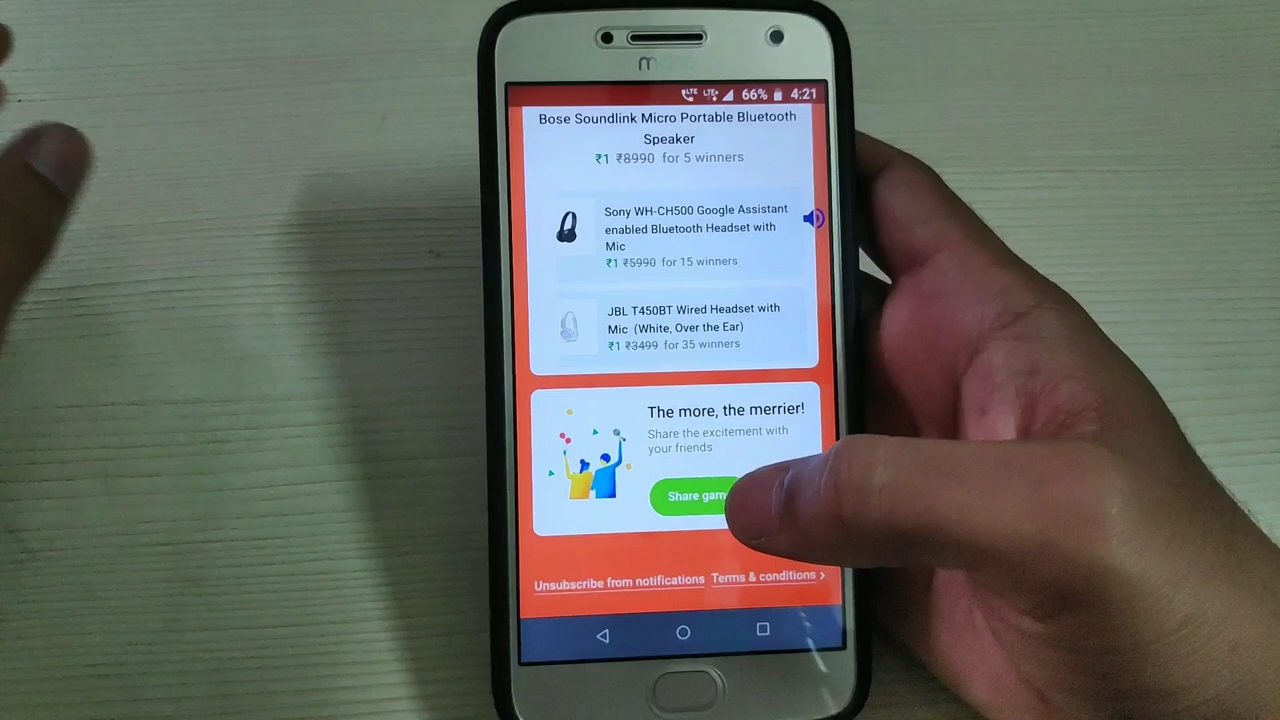 LTE LTE+ 66% 4:21
Bose Soundlink Micro Portable Bluetooth
Speaker
₹1 ₹8990 for 5 winners
Sony WH-CH500 Google Assistant
enabled Bluetooth Headset with
Mic
₹1 ₹5990 for 15 winners
JBL T450BT Wired Headset with
Mic (White, Over the Ear)
₹1 ₹3499 for 35 winners
The more, the merrier!
Share the excitement with
your friends
Share gam
Unsubscribe from notifications Terms & conditions ›